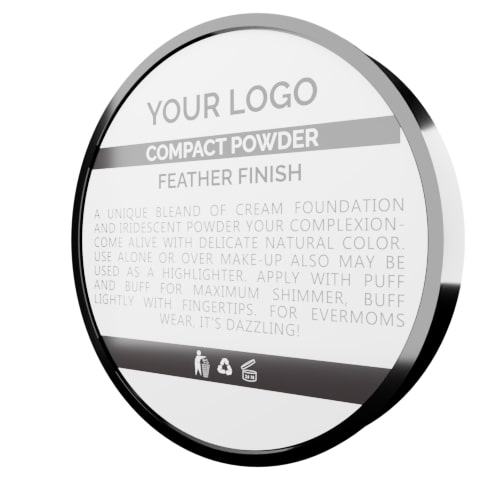 YOUR LOGO
COMPACT POWDER
FEATHER FINISH
A UNIQUE BLEAND OF CREAM FOUNDATION
AND IRIDESCENT POWDER YOUR COMPLEXION-
COME ALIVE WITH DELICATE NATURAL COLOR.
USE ALONE OR OVER MAKE-UP ALSO MAY BE
USED AS A HIGHLIGHTER. APPLY WITH PUFF
AND BUFF FOR MAXIMUM SHIMMER, BUFF
LIGHTLY WITH FINGERTIPS. FOR EVERMOMS
WEAR, IT'S DAZZLING!